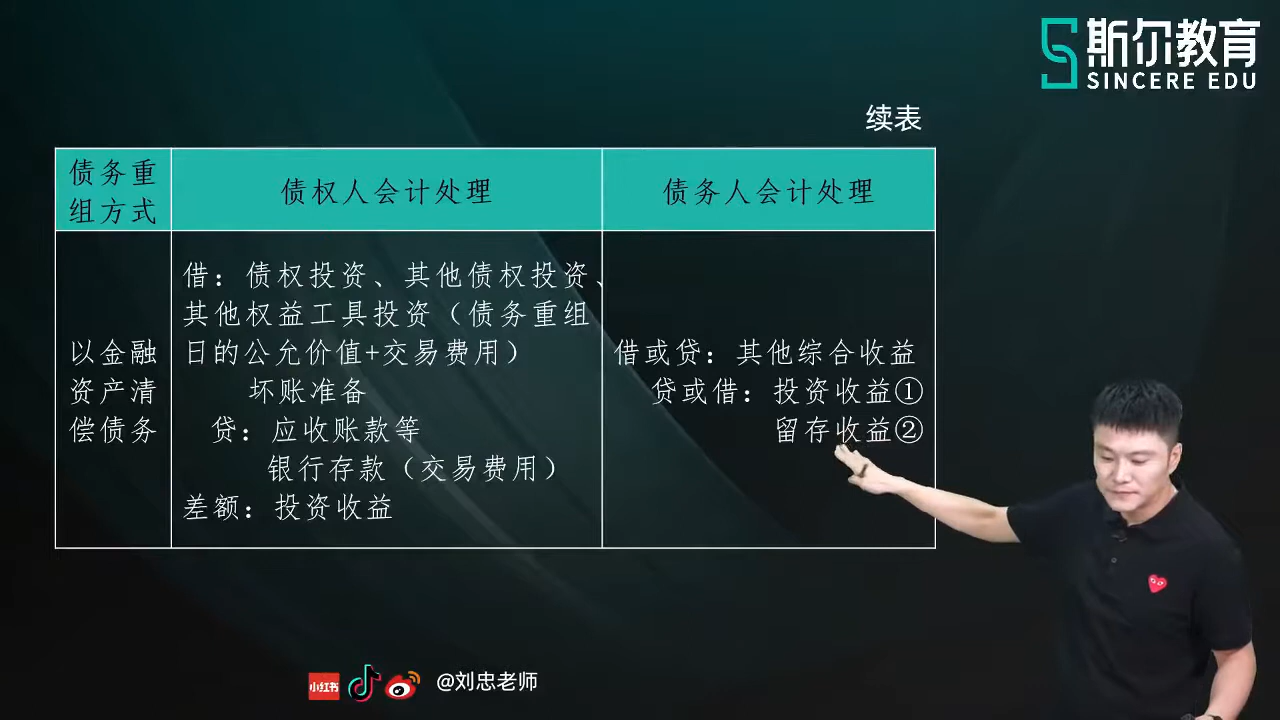 斯尔教育
SINCERE EDU
续表
债务重
组方式
债权人会计处理
债务人会计处理
以金融
资产清
偿债务
借：债权投资、其他债权投资、
其他权益工具投资（债务重组
日的公允价值+交易费用）
坏账准备
贷：应收账款等
银行存款（交易费用）
差额：投资收益
借或贷：其他综合收益
贷或借：投资收益①
留存收益②
小红书
@刘忠老师